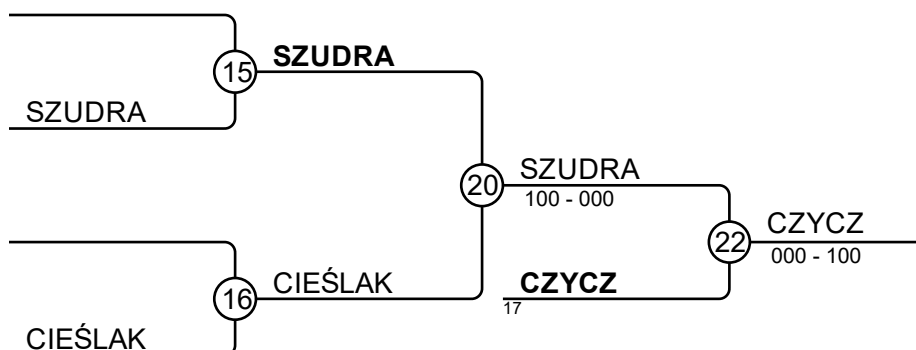 15 SZUDRA
SZUDRA
20 SZUDRA
100 - 000
22 CZYCZ
000 - 100
16 CIEŚLAK
CZYCZ
17
CIEŚLAK